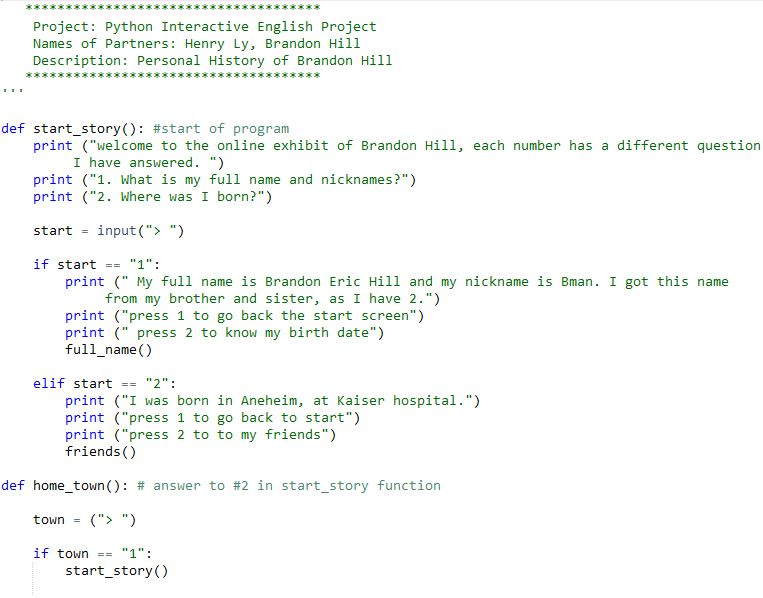 *************************************
Project: Python Interactive English Project
Names of Partners: Henry Ly, Brandon Hill
Description: Personal History of Brandon Hill
*************************************
'''
def start_story(): #start of program
print ("welcome to the online exhibit of Brandon Hill, each number has a different question
I have answered. ")
print ("1. What is my full name and nicknames?")
print ("2. Where was I born?")
start = input("> ")
if start == "1":
print (" My full name is Brandon Eric Hill and my nickname is Bman. I got this name
from my brother and sister, as I have 2.")
print ("press 1 to go back the start screen")
print (" press 2 to know my birth date")
full_name()
elif start == "2":
print ("I was born in Aneheim, at Kaiser hospital.")
print ("press 1 to go back to start")
print ("press 2 to to my friends")
friends()
def home_town(): # answer to #2 in start_story function
town = ("> ")
if town == "1":
start_story()